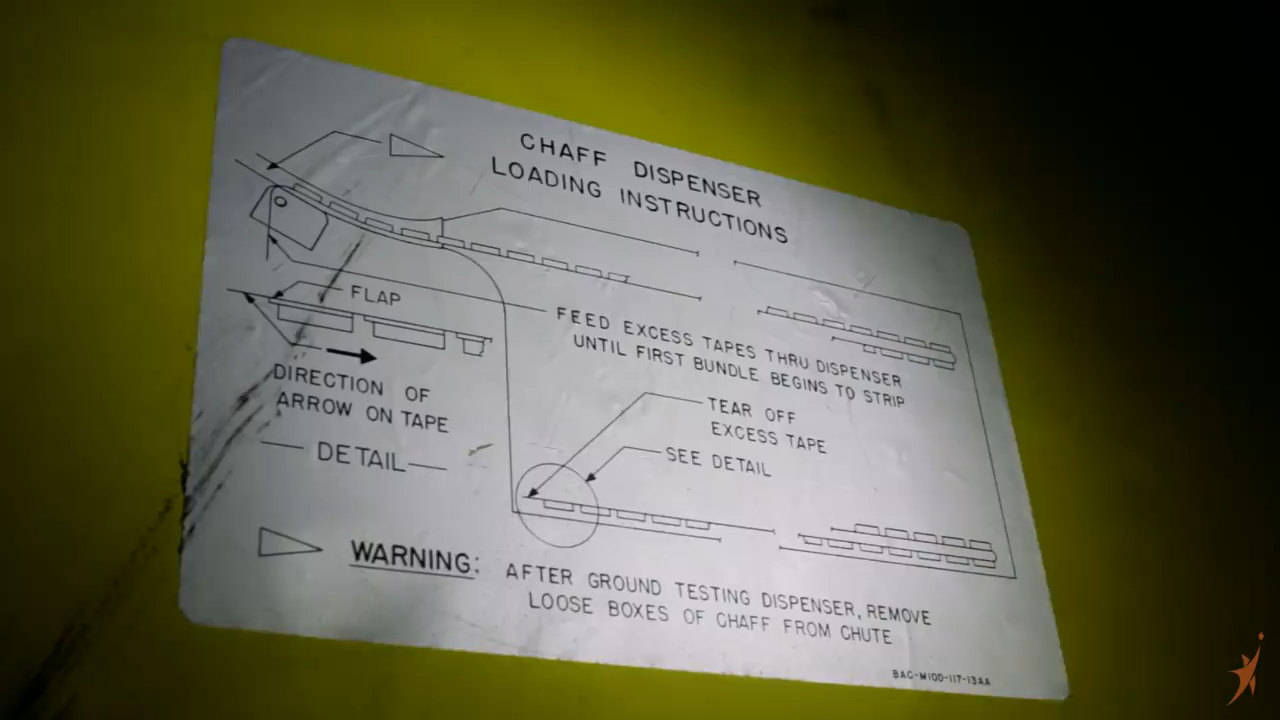 CHAFF DISPENSER
LOADING INSTRUCTIONS
FLAP
FEED EXCESS TAPES THRU DISPENSER
UNTIL FIRST BUNDLE BEGINS TO STRIP
DIRECTION OF
ARROW ON TAPE
DETAIL
TEAR OFF
EXCESS TAPE
SEE DETAIL
WARNING: AFTER GROUND TESTING DISPENSER, REMOVE
LOOSE BOXES OF CHAFF FROM CHUTE
BAC-M100-117-13AA